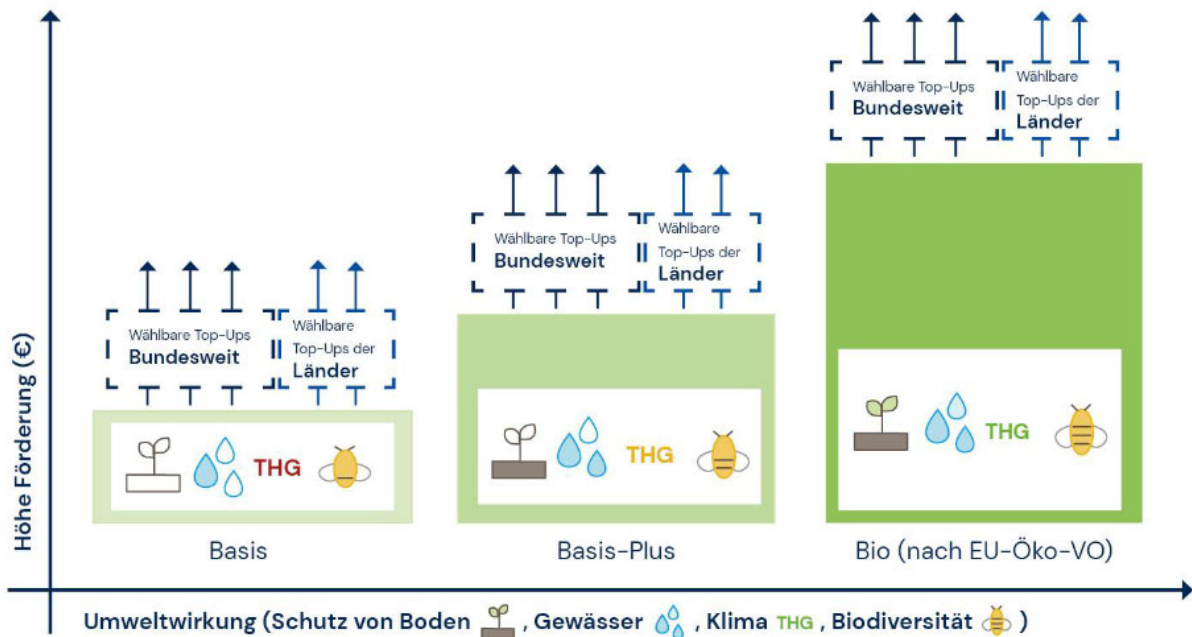 Höhe Förderung (€)
Wählbare Top-Ups
Bundesweit
Wählbare
Top-Ups der
Länder
THG
Basis
Wählbare Top-Ups
Bundesweit
Wählbare
Top-Ups der
Länder
THG
Basis-Plus
Wählbare Top-Ups
Bundesweit
Wählbare
Top-Ups der
Länder
THG
Bio (nach EU-Öko-VO)
Umweltwirkung (Schutz von Boden , Gewässer , Klima THG , Biodiversität )